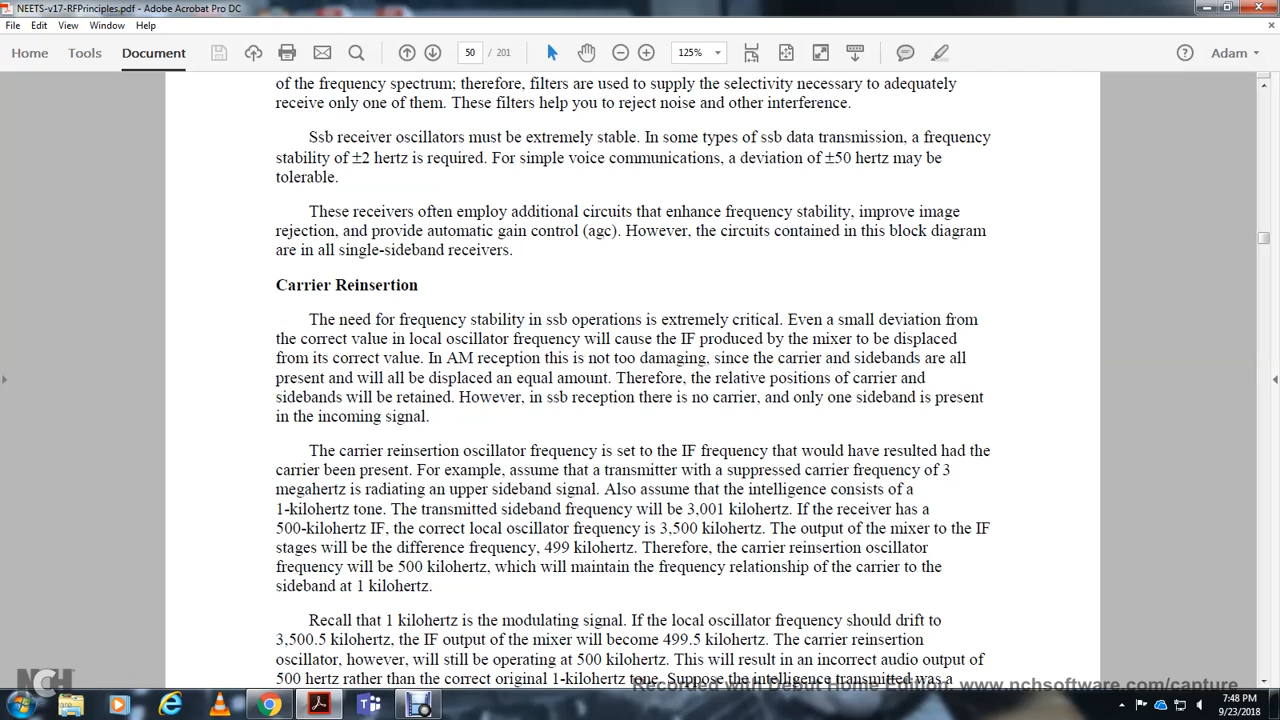 NEETS-v17-RFPrinciples.pdf - Adobe Acrobat Pro DC
File Edit View Window Help
Home Tools Document 50 / 201 125% Adam
of the frequency spectrum; therefore, filters are used to supply the selectivity necessary to adequately
receive only one of them. These filters help you to reject noise and other interference.
Ssb receiver oscillators must be extremely stable. In some types of ssb data transmission, a frequency
stability of ±2 hertz is required. For simple voice communications, a deviation of ±50 hertz may be
tolerable.
These receivers often employ additional circuits that enhance frequency stability, improve image
rejection, and provide automatic gain control (agc). However, the circuits contained in this block diagram
are in all single-sideband receivers.
Carrier Reinsertion
The need for frequency stability in ssb operations is extremely critical. Even a small deviation from
the correct value in local oscillator frequency will cause the IF produced by the mixer to be displaced
from its correct value. In AM reception this is not too damaging, since the carrier and sidebands are all
present and will all be displaced an equal amount. Therefore, the relative positions of carrier and
sidebands will be retained. However, in ssb reception there is no carrier, and only one sideband is present
in the incoming signal.
The carrier reinsertion oscillator frequency is set to the IF frequency that would have resulted had the
carrier been present. For example, assume that a transmitter with a suppressed carrier frequency of 3
megahertz is radiating an upper sideband signal. Also assume that the intelligence consists of a
1-kilohertz tone. The transmitted sideband frequency will be 3,001 kilohertz. If the receiver has a
500-kilohertz IF, the correct local oscillator frequency is 3,500 kilohertz. The output of the mixer to the IF
stages will be the difference frequency, 499 kilohertz. Therefore, the carrier reinsertion oscillator
frequency will be 500 kilohertz, which will maintain the frequency relationship of the carrier to the
sideband at 1 kilohertz.
Recall that 1 kilohertz is the modulating signal. If the local oscillator frequency should drift to
3,500.5 kilohertz, the IF output of the mixer will become 499.5 kilohertz. The carrier reinsertion
oscillator, however, will still be operating at 500 kilohertz. This will result in an incorrect audio output of
500 hertz rather than the correct original 1-kilohertz tone. Suppose the intelligence transmitted was a
NCH
Recorded with Debut Home Edition. www.nchsoftware.com/capture
7:48 PM
9/23/2018